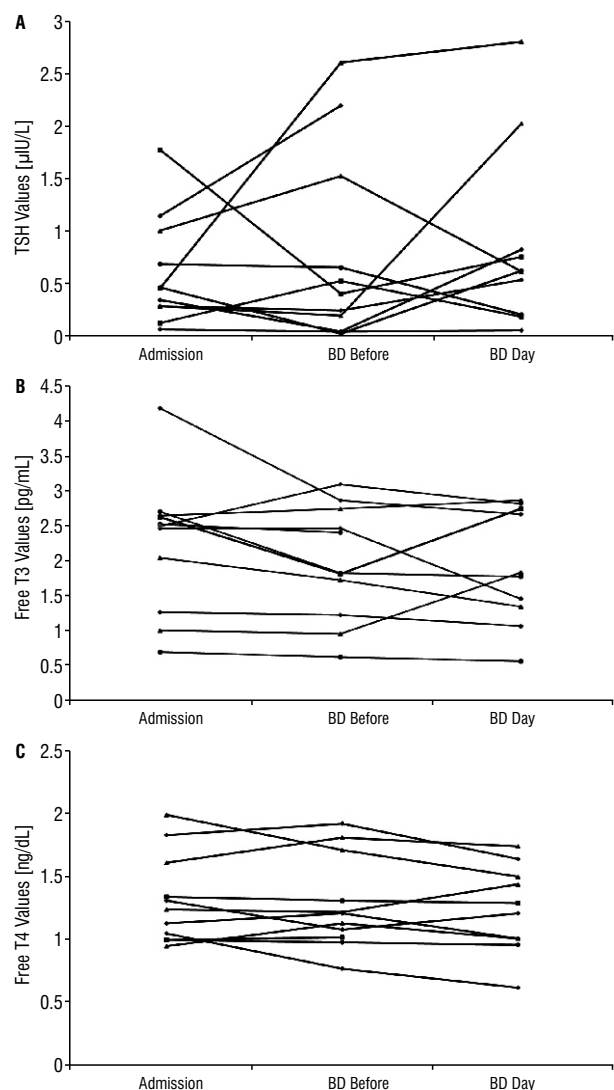 A
TSH Values [µIU/L]
3
2.5
2
1.5
1
0.5
0
Admission
BD Before
BD Day
B
Free T3 Values [pg/mL]
4.5
4
3.5
3
2.5
2
1.5
1
0.5
0
Admission
BD Before
BD Day
C
Free T4 Values [ng/dL]
2.5
2
1.5
1
0.5
0
Admission
BD Before
BD Day